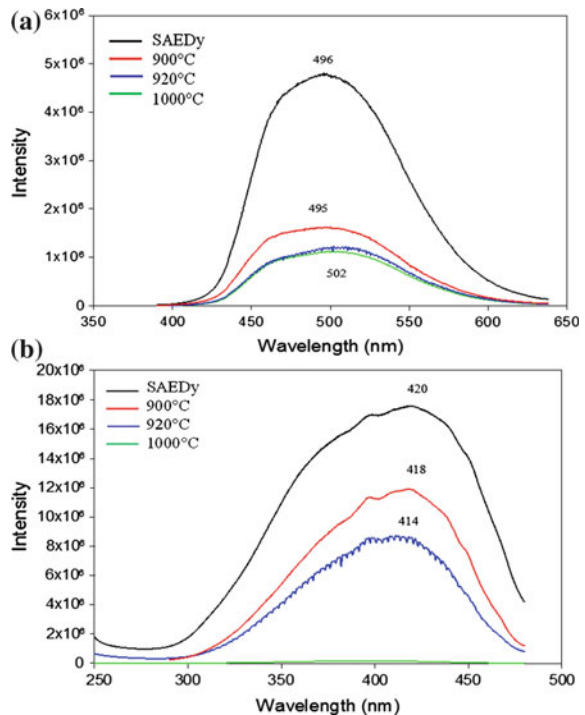 (a)
SAEDy
900°C
920°C
1000°C
6x10⁶
5x10⁶
4x10⁶
3x10⁶
2x10⁶
1x10⁶
0
Intensity
496
495
502
350 400 450 500 550 600 650
Wavelength (nm)
(b)
SAEDy
900°C
920°C
1000°C
20x10⁶
18x10⁶
16x10⁶
14x10⁶
12x10⁶
10x10⁶
8x10⁶
6x10⁶
4x10⁶
2x10⁶
0
Intensity
420
418
414
250 300 350 400 450 500
Wavelength (nm)